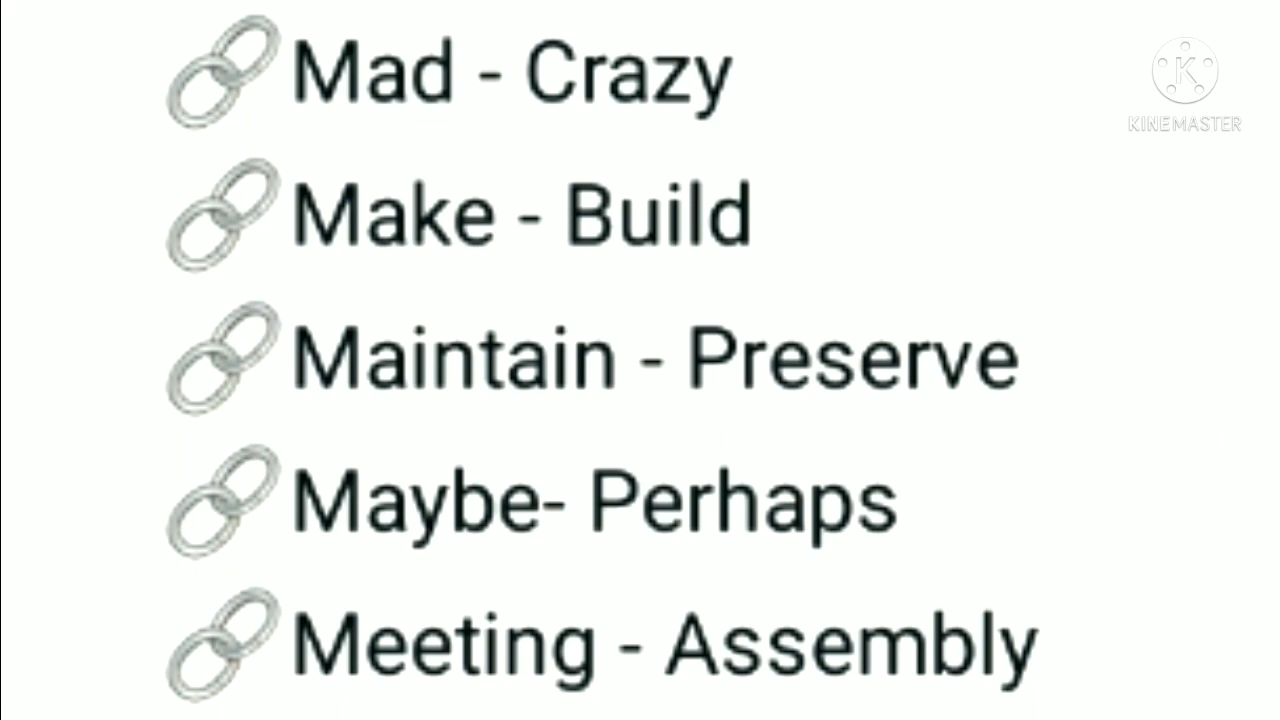 Mad - Crazy
KINEMASTER
Make - Build
Maintain - Preserve
Maybe- Perhaps
Meeting - Assembly